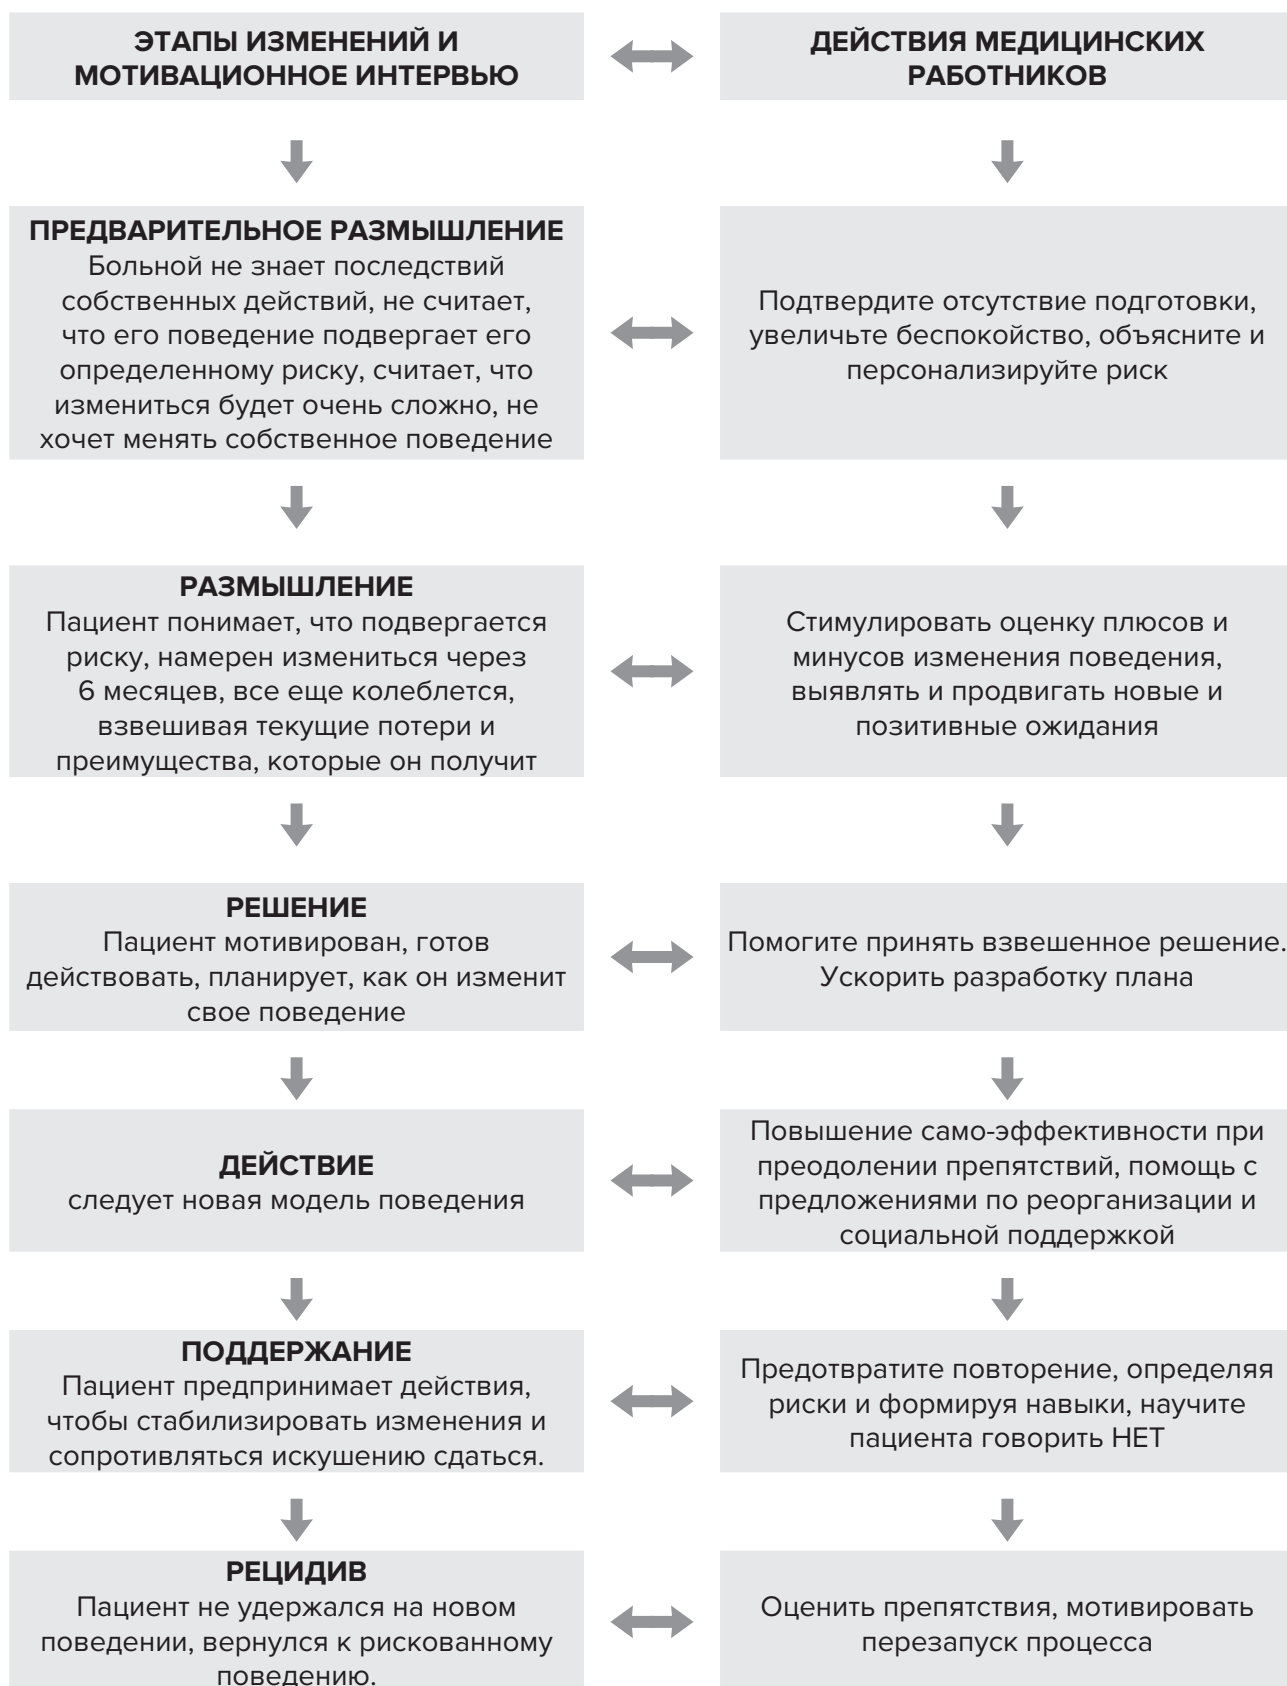 ЭТАПЫ ИЗМЕНЕНИЙ И
МОТИВАЦИОННОЕ ИНТЕРВЬЮ
ДЕЙСТВИЯ МЕДИЦИНСКИХ
РАБОТНИКОВ
ПРЕДВАРИТЕЛЬНОЕ РАЗМЫШЛЕНИЕ
Больной не знает последствий
собственных действий, не считает,
что его поведение подвергает его
определенному риску, считает, что
измениться будет очень сложно, не
хочет менять собственное поведение
Подтвердите отсутствие подготовки,
увеличьте беспокойство, объясните и
персонализируйте риск
РАЗМЫШЛЕНИЕ
Пациент понимает, что подвергается
риску, намерен измениться через
6 месяцев, все еще колеблется,
взвешивая текущие потери и
преимущества, которые он получит
Стимулировать оценку плюсов и
минусов изменения поведения,
выявлять и продвигать новые и
позитивные ожидания
РЕШЕНИЕ
Пациент мотивирован, готов
действовать, планирует, как он изменит
свое поведение
Помогите принять взвешенное решение.
Ускорить разработку плана
ДЕЙСТВИЕ
следует новая модель поведения
Повышение само-эффективности при
преодолении препятствий, помощь с
предложениями по реорганизации и
социальной поддержкой
ПОДДЕРЖАНИЕ
Пациент предпринимает действия,
чтобы стабилизировать изменения и
сопротивляться искушению сдаться.
Предотвратите повторение, определяя
риски и формируя навыки, научите
пациента говорить НЕТ
РЕЦИДИВ
Пациент не удержался на новом
поведении, вернулся к рискованному
поведению.
Оценить препятствия, мотивировать
перезапуск процесса